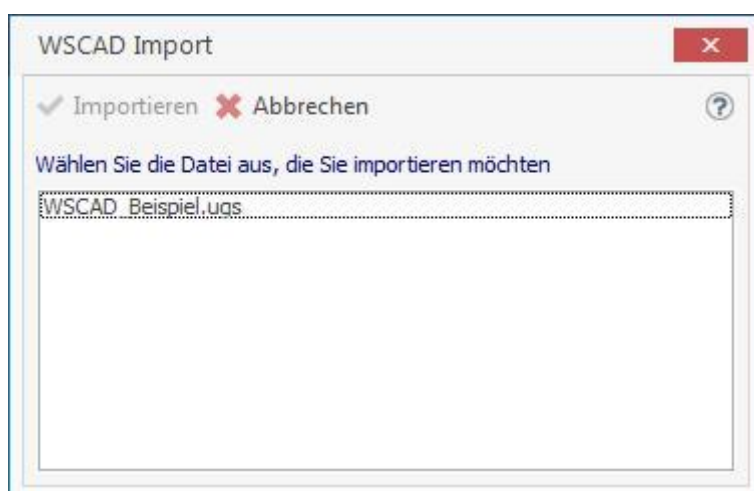 WSCAD Import
Importieren Abbrechen
Wählen Sie die Datei aus, die Sie importieren möchten
WSCAD_Beispiel.ugs